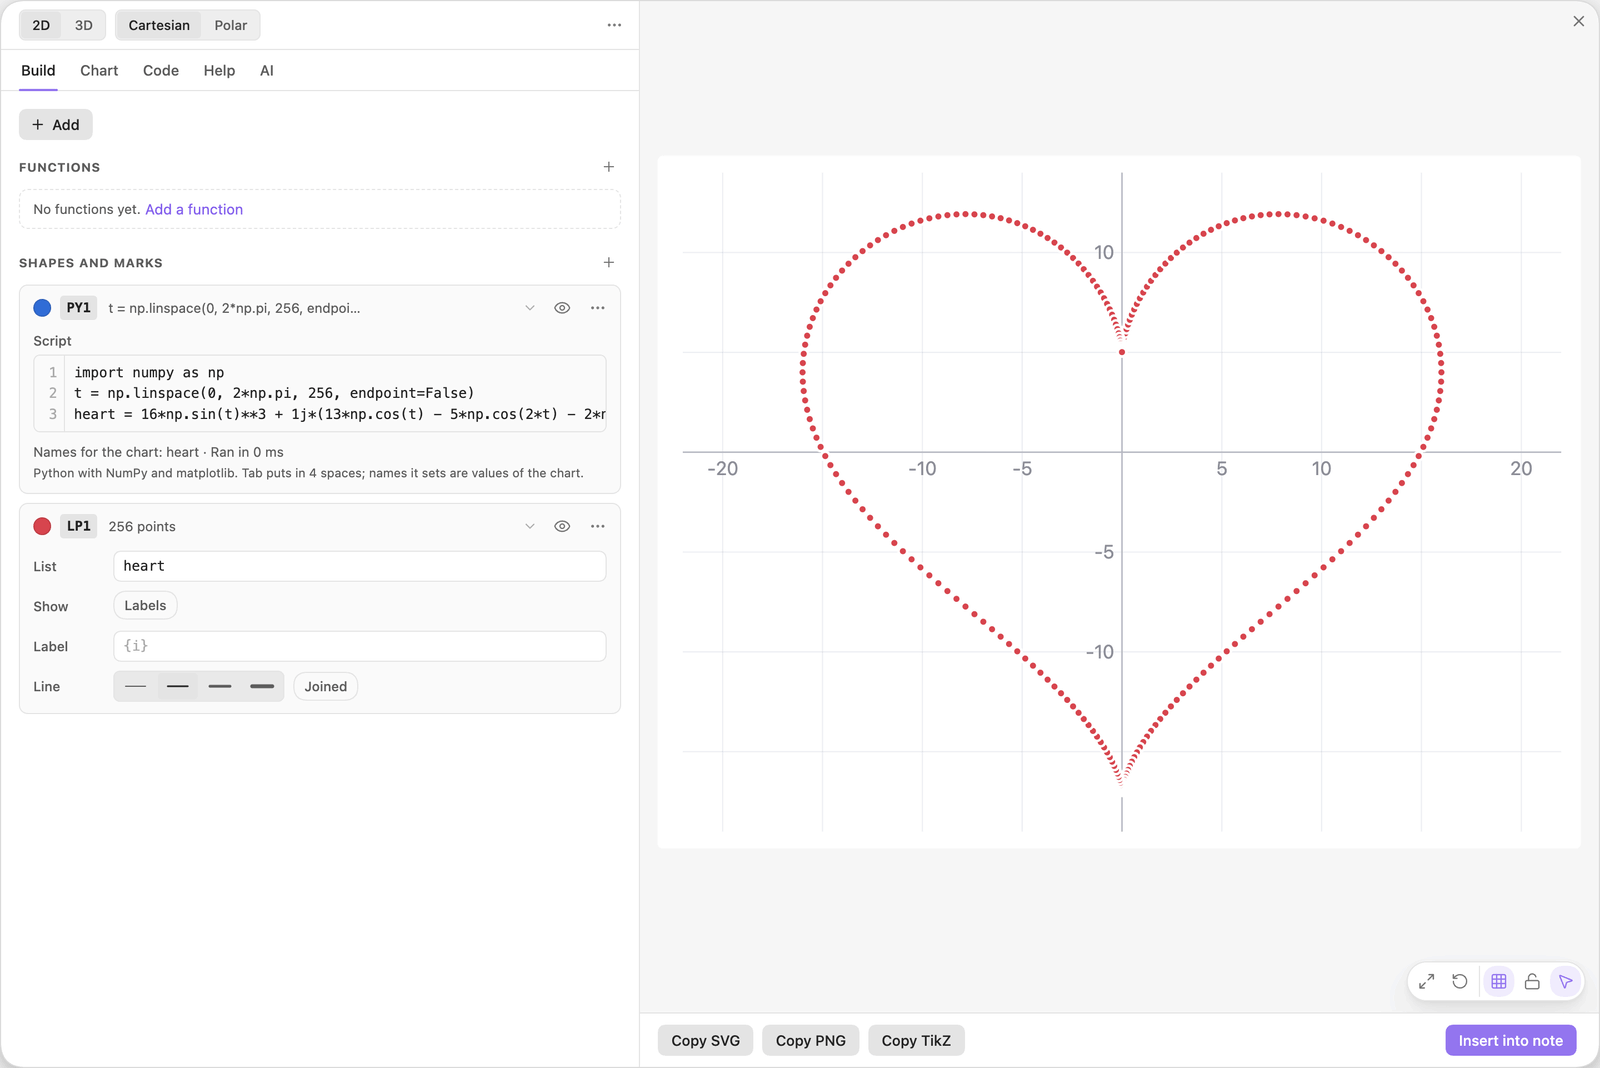 2D 3D Cartesian Polar
Build Chart Code Help AI
+ Add
FUNCTIONS
No functions yet. Add a function
SHAPES AND MARKS
PY1 t = np.linspace(0, 2*np.pi, 256, endpoi...
Script
1 import numpy as np
2 t = np.linspace(0, 2*np.pi, 256, endpoint=False)
3 heart = 16*np.sin(t)**3 + 1j*(13*np.cos(t) - 5*np.cos(2*t) - 2*
Names for the chart: heart · Ran in 0 ms
Python with NumPy and matplotlib. Tab puts in 4 spaces; names it sets are values of the chart.
LP1 256 points
List heart
Show Labels
Label {i}
Line Joined
10
-20 -10 -5 5 10 20
-5
-10
Copy SVG Copy PNG Copy TikZ Insert into note